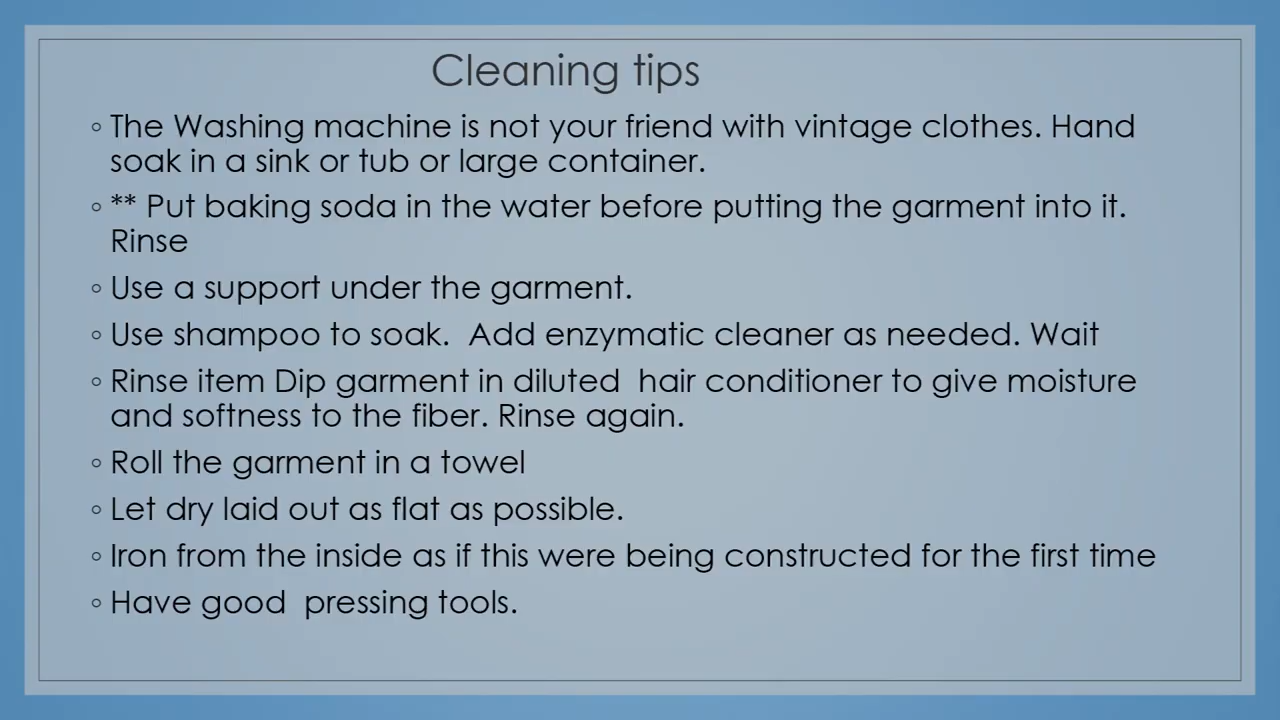 Cleaning tips
◦ The Washing machine is not your friend with vintage clothes. Hand
soak in a sink or tub or large container.
◦ ** Put baking soda in the water before putting the garment into it.
Rinse
◦ Use a support under the garment.
◦ Use shampoo to soak.  Add enzymatic cleaner as needed. Wait
◦ Rinse item Dip garment in diluted  hair conditioner to give moisture
and softness to the fiber. Rinse again.
◦ Roll the garment in a towel
◦ Let dry laid out as flat as possible.
◦ Iron from the inside as if this were being constructed for the first time
◦ Have good  pressing tools.